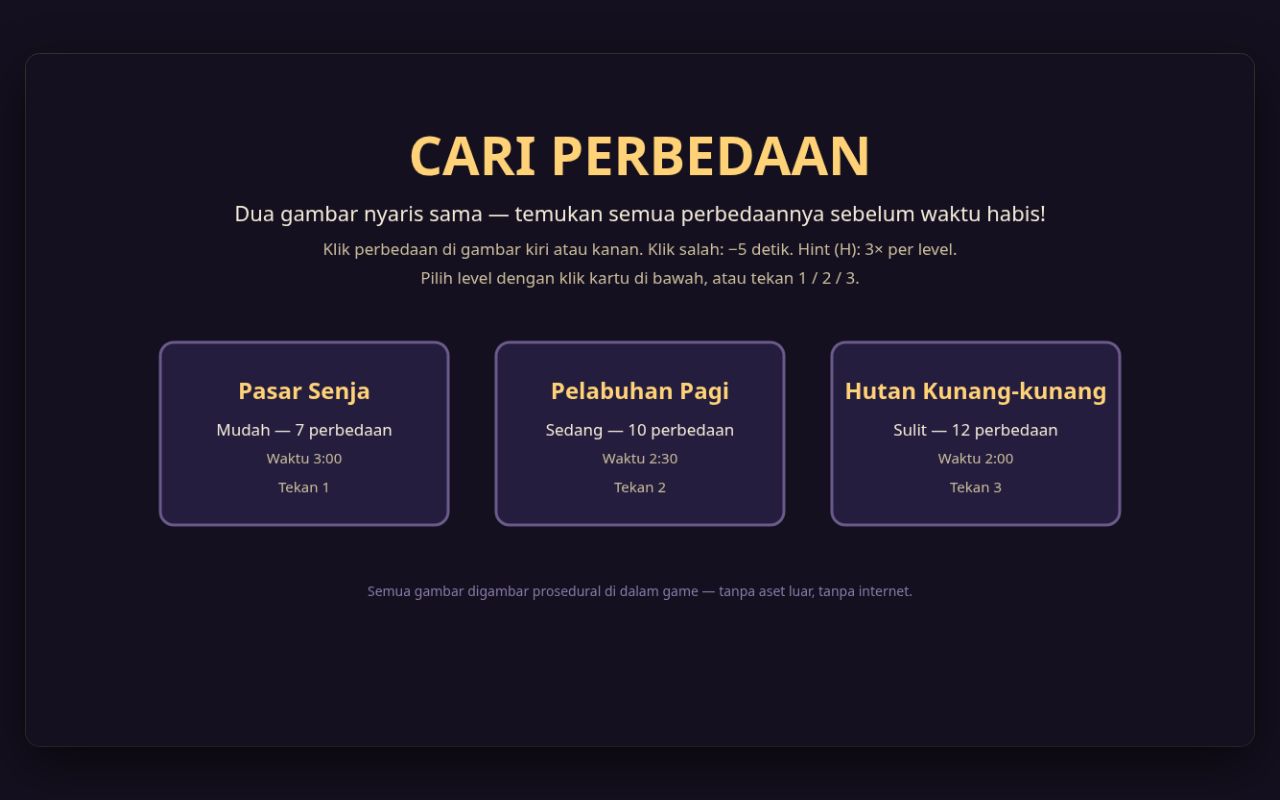 CARI PERBEDAAN
Dua gambar nyaris sama — temukan semua perbedaannya sebelum waktu habis!
Klik perbedaan di gambar kiri atau kanan. Klik salah: −5 detik. Hint (H): 3× per level.
Pilih level dengan klik kartu di bawah, atau tekan 1 / 2 / 3.
Pasar Senja
Mudah — 7 perbedaan
Waktu 3:00
Tekan 1
Pelabuhan Pagi
Sedang — 10 perbedaan
Waktu 2:30
Tekan 2
Hutan Kunang-kunang
Sulit — 12 perbedaan
Waktu 2:00
Tekan 3
Semua gambar digambar prosedural di dalam game — tanpa aset luar, tanpa internet.